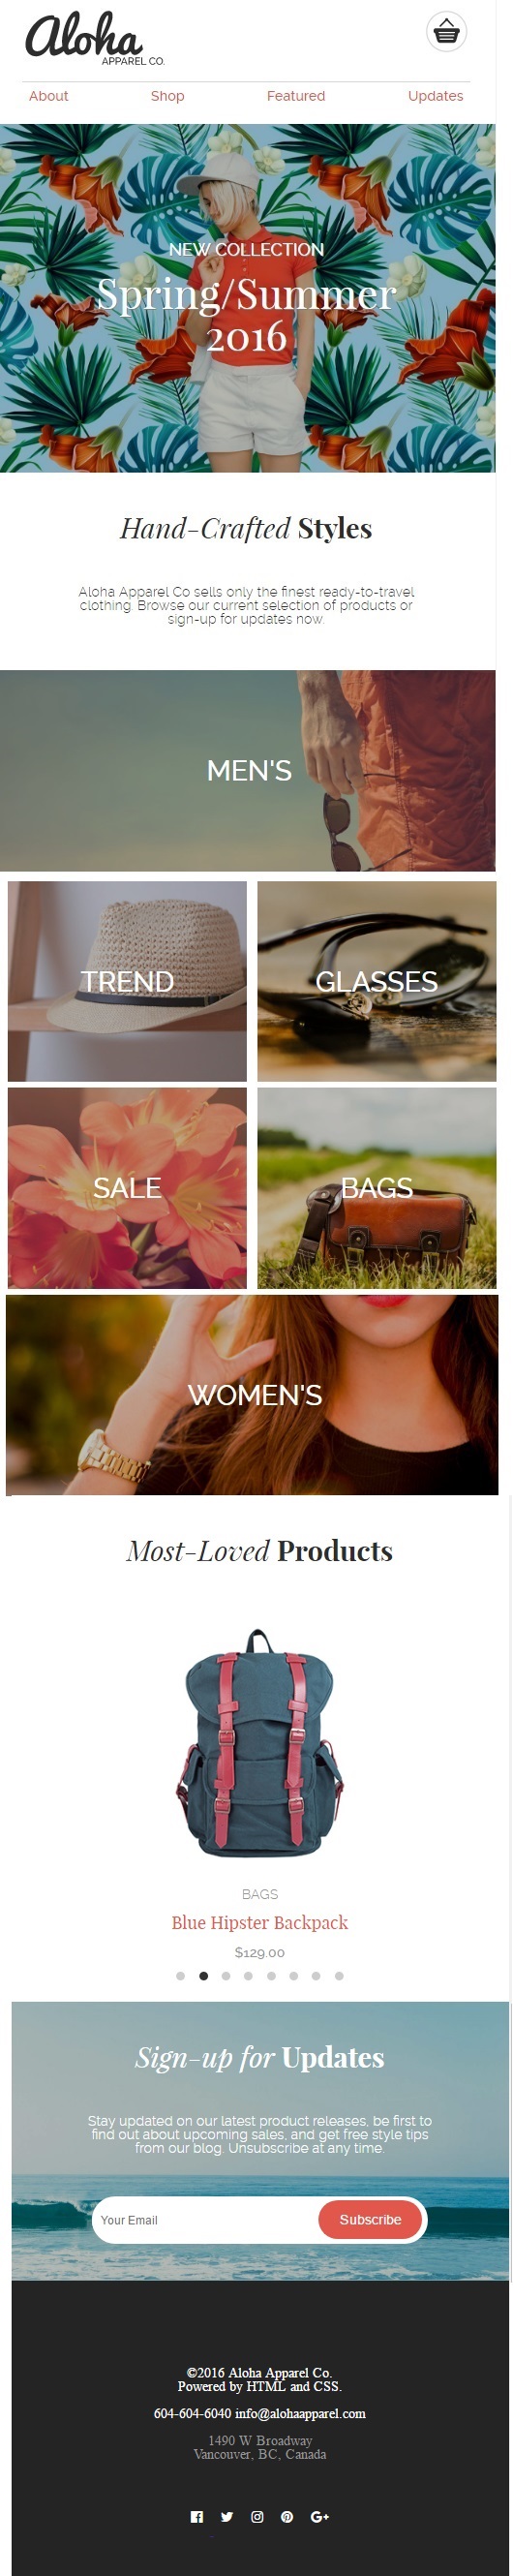 Aloha
APPAREL CO.
About Shop Featured Updates
NEW COLLECTION
Spring/Summer
2016
Hand-Crafted Styles
Aloha Apparel Co sells only the finest ready-to-travel
clothing. Browse our current selection of products or
sign-up for updates now.
MEN'S
TREND
GLASSES
SALE
BAGS
WOMEN'S
Most-Loved Products
BAGS
Blue Hipster Backpack
$129.00
Sign-up for Updates
Stay updated on our latest product releases, be first to
find out about upcoming sales, and get free style tips
from our blog. Unsubscribe at any time.
Your Email
Subscribe
©2016 Aloha Apparel Co.
Powered by HTML and CSS.
604-604-6040 info@alohaapparel.com
1490 W Broadway
Vancouver, BC, Canada